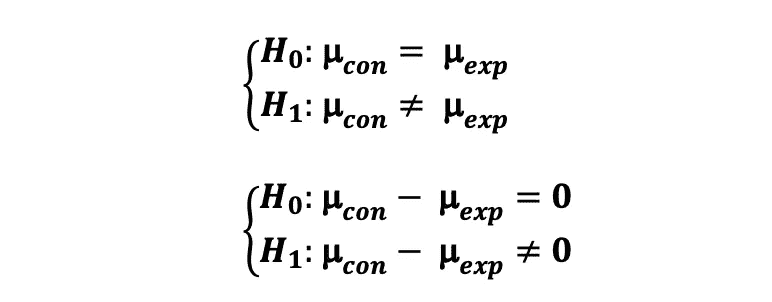 H₀: μ_con = μ_exp
H₁: μ_con ≠ μ_exp
H₀: μ_con − μ_exp = 0
H₁: μ_con − μ_exp ≠ 0